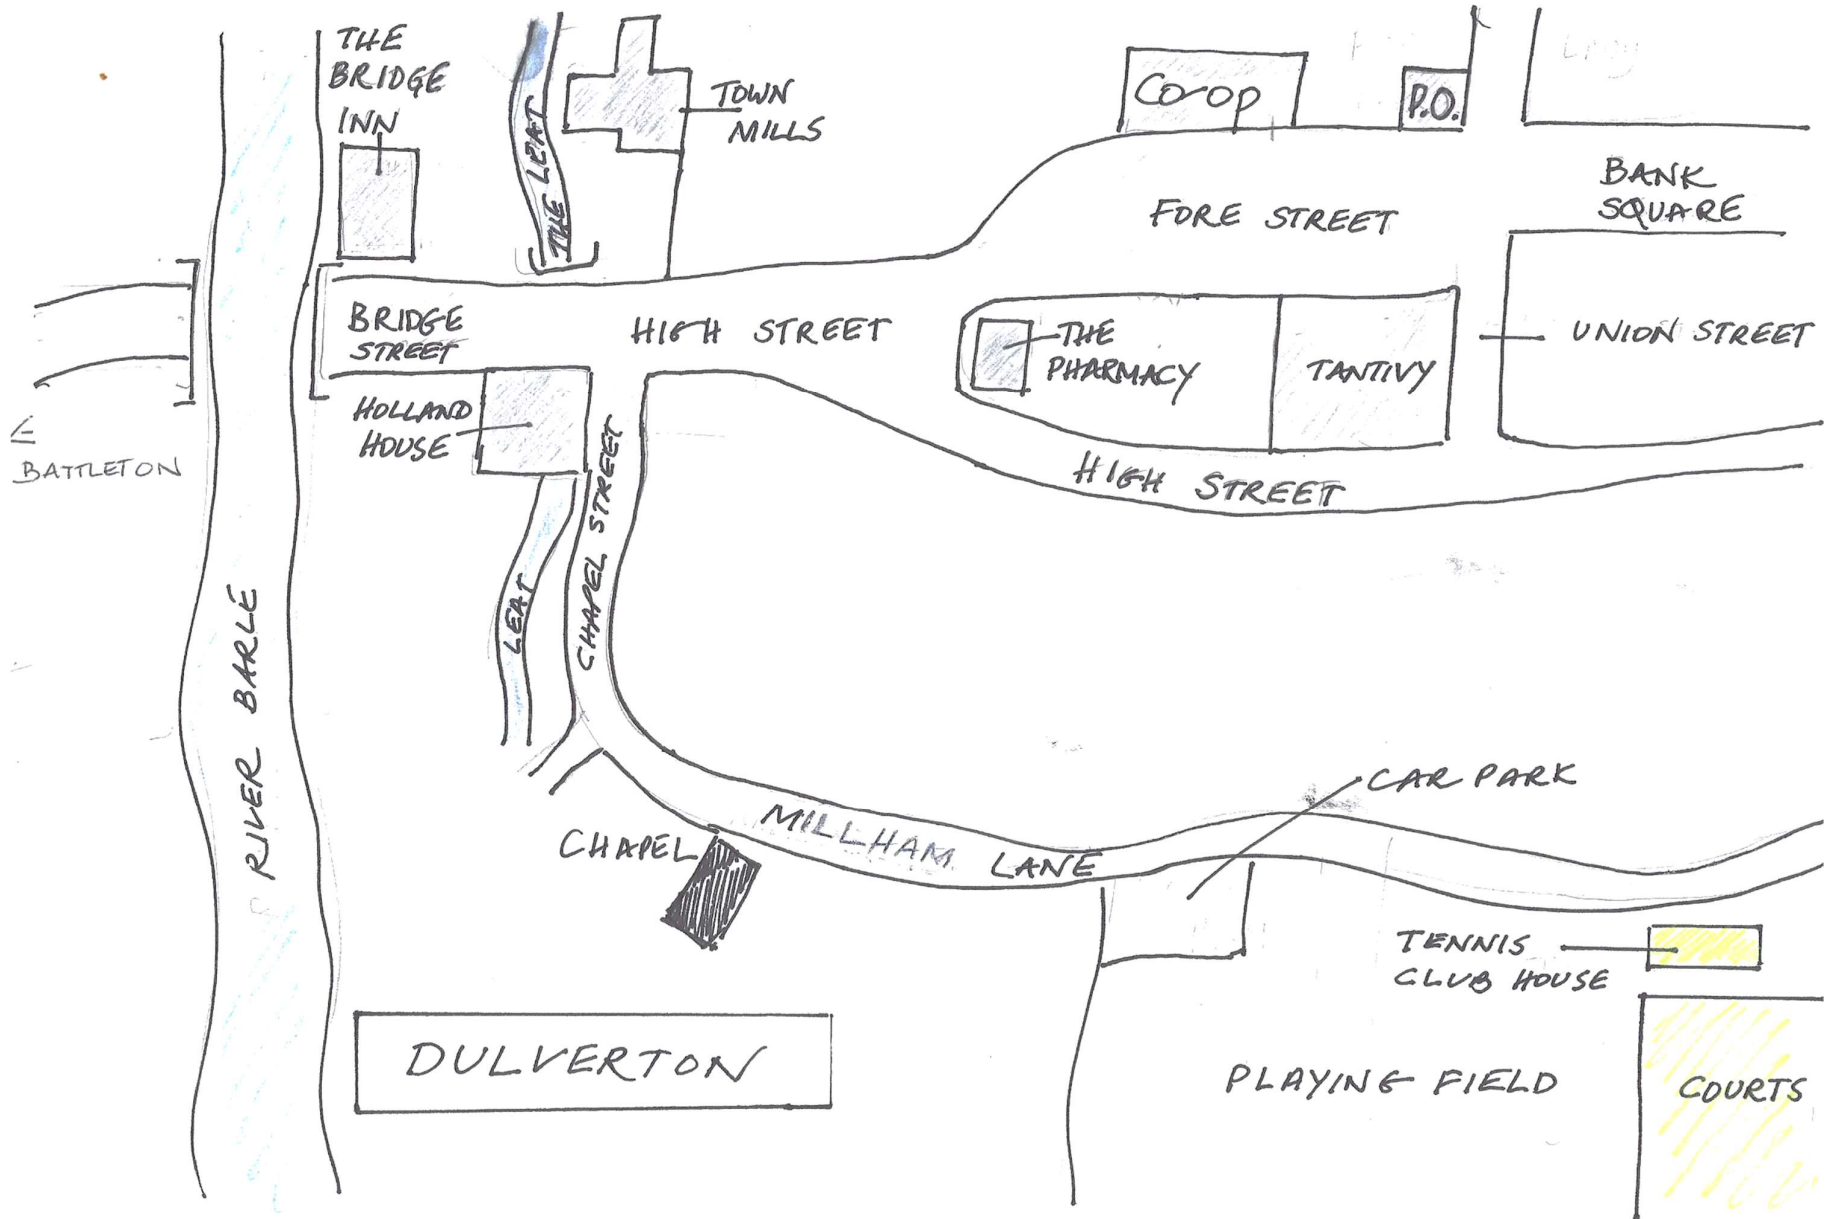 THE
BRIDGE
INN
THE LEAT
TOWN
MILLS
Co-op
P.O.
BANK
SQUARE
FORE STREET
BRIDGE
STREET
HIGH STREET
THE
PHARMACY
TANTIVY
UNION STREET
HOLLAND
HOUSE
BATTLETON
HIGH STREET
CHAPEL STREET
LEAT
RIVER BARLE
CAR PARK
CHAPEL
MILLHAM LANE
TENNIS
CLUB HOUSE
DULVERTON
PLAYING FIELD
COURTS